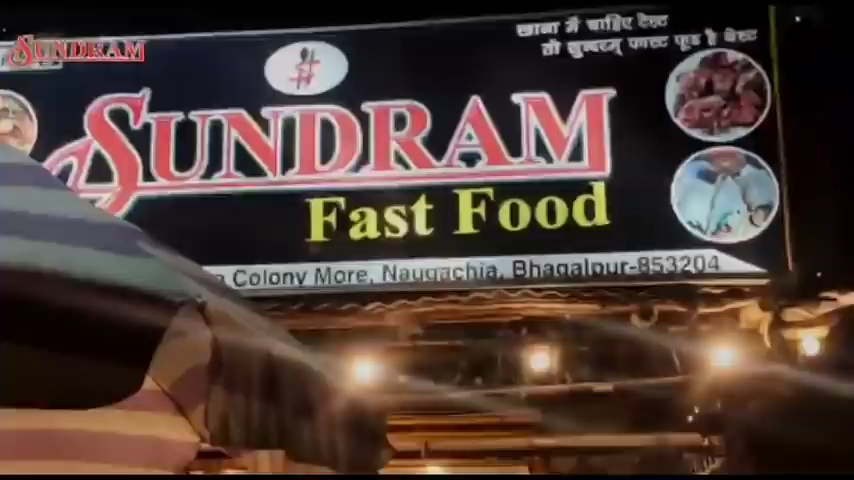 SUNDRAM
खाना में चाहिए टेस्ट
तो सुन्दरम् फास्ट फूड है बेस्ट
SUNDRAM
Fast Food
Colony More, Naugachia, Bhagalpur-853204